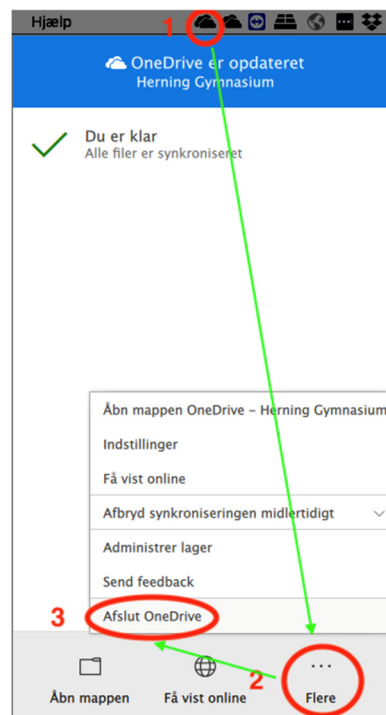 Hjælp
1
OneDrive er opdateret
Herning Gymnasium
Du er klar
Alle filer er synkroniseret
Åbn mappen OneDrive – Herning Gymnasium
Indstillinger
Få vist online
Afbryd synkroniseringen midlertidigt
Administrer lager
Send feedback
3 Afslut OneDrive
2
Åbn mappen Få vist online Flere